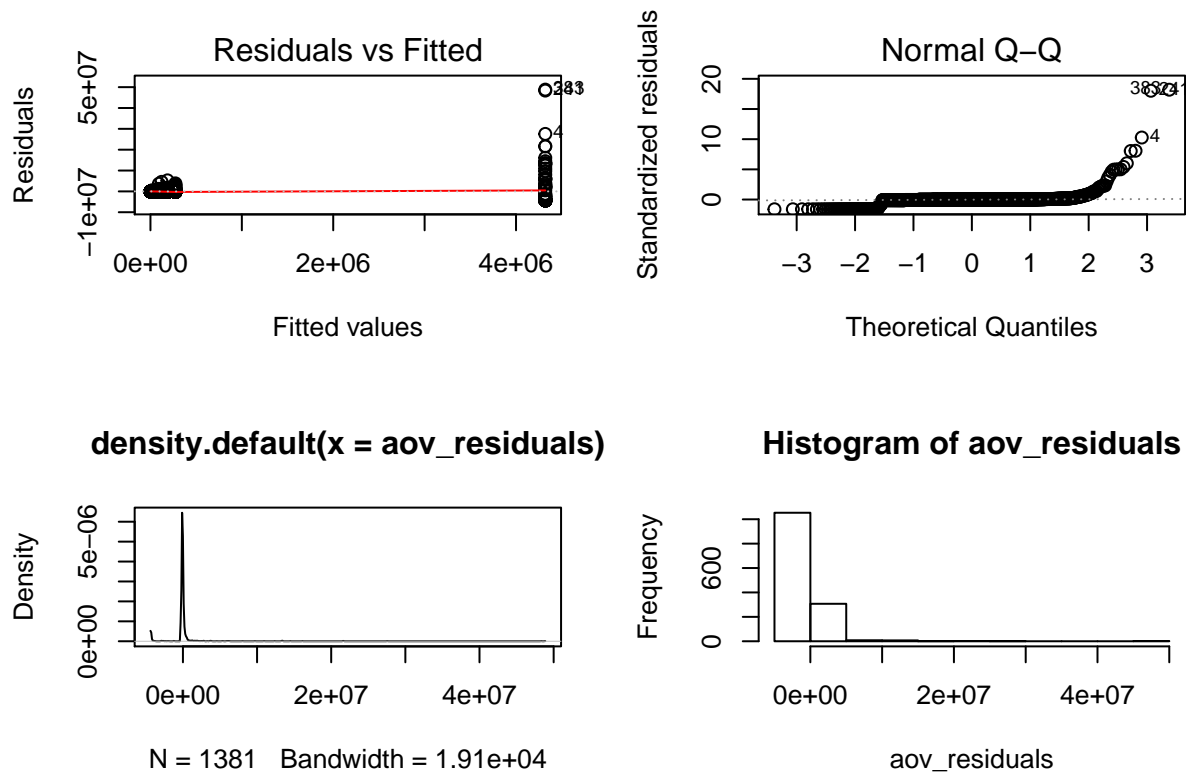 Residuals vs Fitted
Residuals
−1e+07
5e+07
4
0e+00 2e+06 4e+06
Fitted values
Normal Q−Q
Standardized residuals
0 10 20
4
−3 −2 −1 0 1 2 3
Theoretical Quantiles
density.default(x = aov_residuals)
Density
0e+00 5e−06
0e+00 2e+07 4e+07
N = 1381 Bandwidth = 1.91e+04
Histogram of aov_residuals
Frequency
0 600
0e+00 2e+07 4e+07
aov_residuals